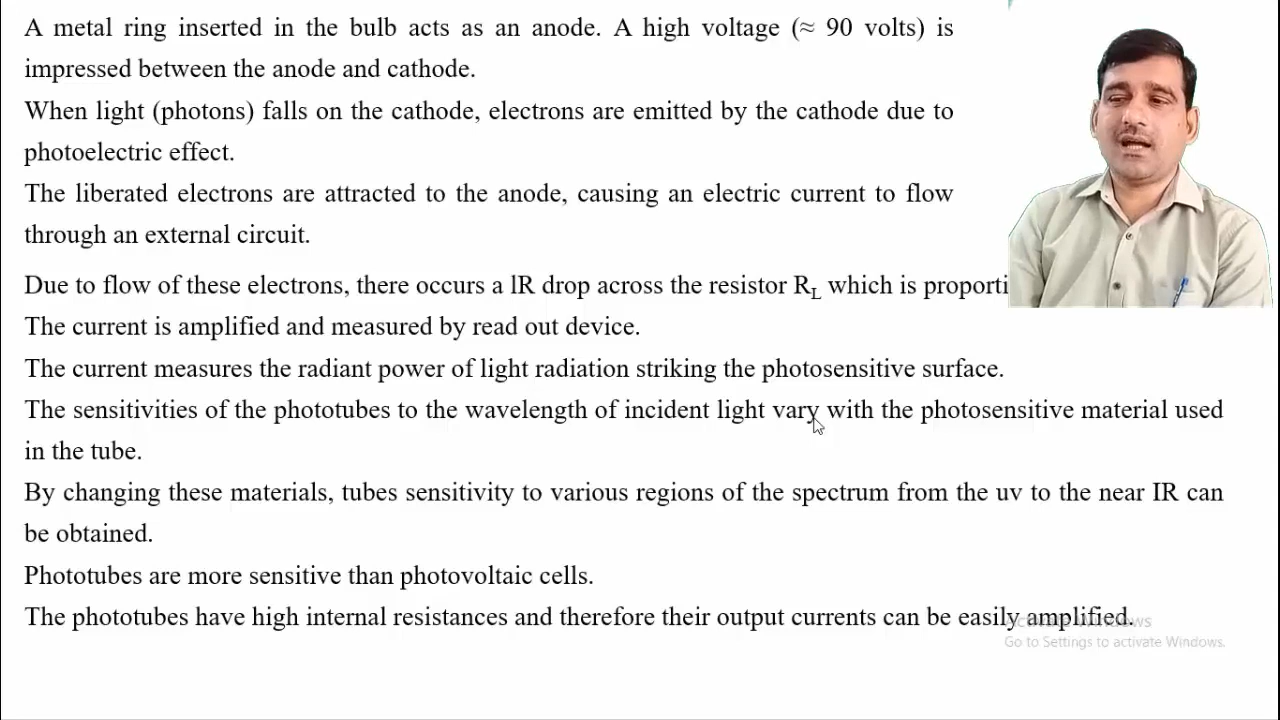 A metal ring inserted in the bulb acts as an anode. A high voltage (≈ 90 volts) is
impressed between the anode and cathode.
When light (photons) falls on the cathode, electrons are emitted by the cathode due to
photoelectric effect.
The liberated electrons are attracted to the anode, causing an electric current to flow
through an external circuit.
Due to flow of these electrons, there occurs a lR drop across the resistor R_L which is
The current is amplified and measured by read out device.
The current measures the radiant power of light radiation striking the photosensitive surface.
The sensitivities of the phototubes to the wavelength of incident light vary with the photosensitive material used
in the tube.
By changing these materials, tubes sensitivity to various regions of the spectrum from the uv to the near IR can
be obtained.
Phototubes are more sensitive than photovoltaic cells.
The phototubes have high internal resistances and therefore their output currents can be easily amplified.
Activate Windows
Go to Settings to activate Windows.